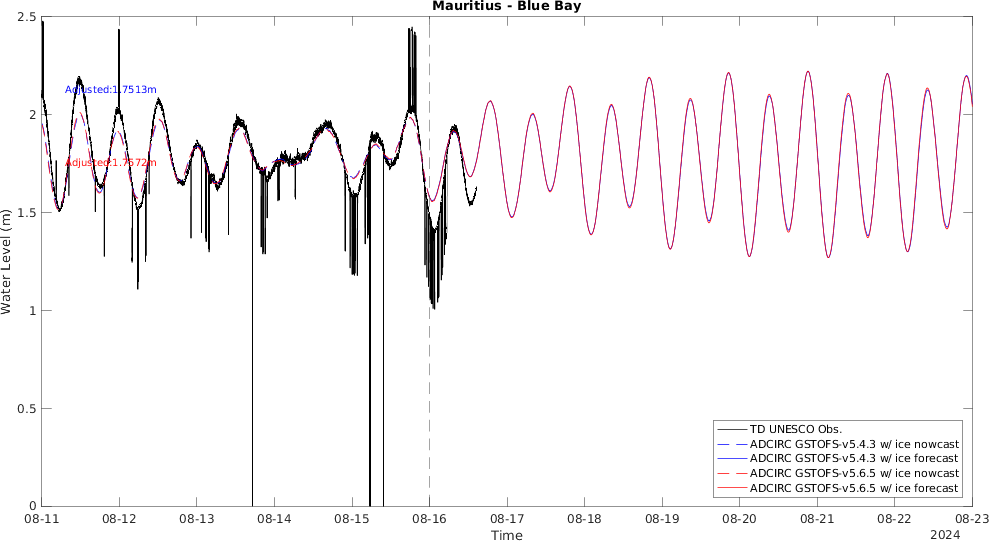 Mauritius - Blue Bay
2.5
2
1.5
1
0.5
0
Water Level (m)
Adjusted:1.7513m
Adjusted:1.7572m
TD UNESCO Obs.
ADCIRC GSTOFS-v5.4.3 w/ ice nowcast
ADCIRC GSTOFS-v5.4.3 w/ ice forecast
ADCIRC GSTOFS-v5.6.5 w/ ice nowcast
ADCIRC GSTOFS-v5.6.5 w/ ice forecast
08-11 08-12 08-13 08-14 08-15 08-16 08-17 08-18 08-19 08-20 08-21 08-22 08-23
Time
2024